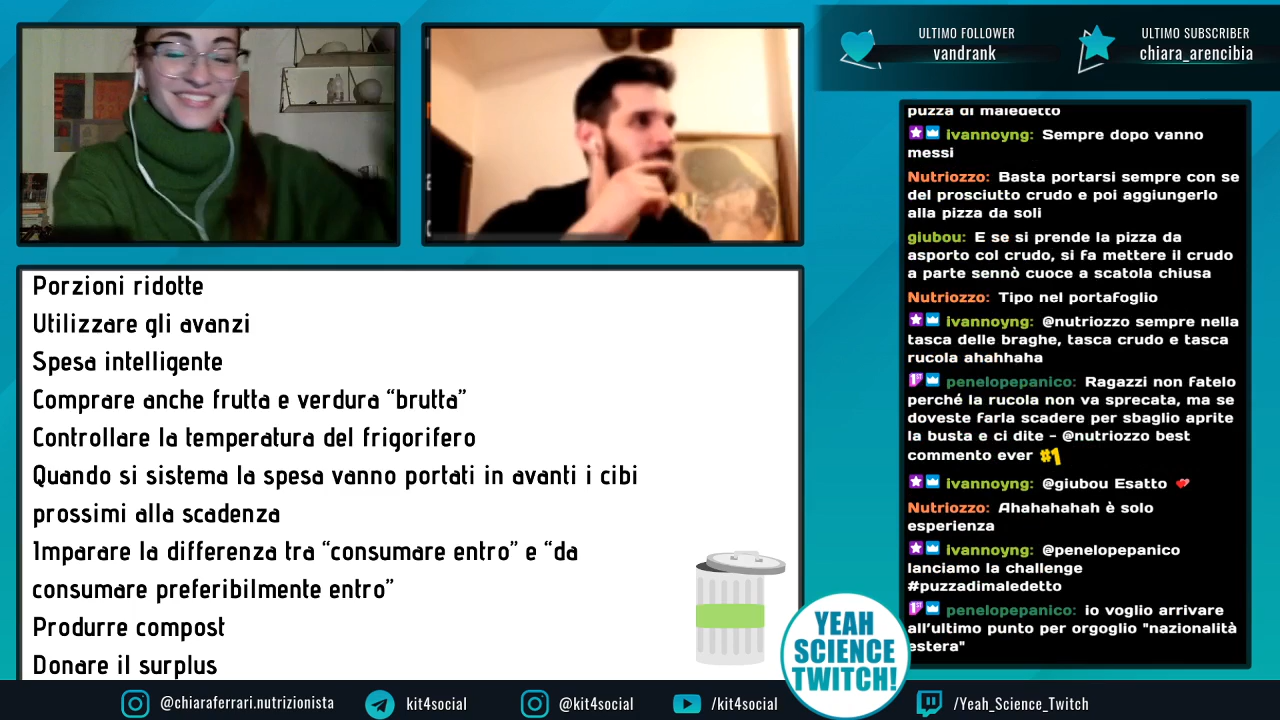 ULTIMO FOLLOWER
vandrank
ULTIMO SUBSCRIBER
chiara_arencibia
Porzioni ridotte
Utilizzare gli avanzi
Spesa intelligente
Comprare anche frutta e verdura “brutta”
Controllare la temperatura del frigorifero
Quando si sistema la spesa vanno portati in avanti i cibi
prossimi alla scadenza
Imparare la differenza tra “consumare entro” e “da
consumare preferibilmente entro”
Produrre compost
Donare il surplus
puzza di maledetto
ivannoyng: Sempre dopo vanno
messi
Nutriozzo: Basta portarsi sempre con se
del prosciutto crudo e poi aggiungerlo
alla pizza da soli
giubou: E se si prende la pizza da
asporto col crudo, si fa mettere il crudo
a parte sennò cuoce a scatola chiusa
Nutriozzo: Tipo nel portafoglio
ivannoyng: @nutriozzo sempre nella
tasca delle braghe, tasca crudo e tasca
rucola ahahhaha
1ST penelopepanico: Ragazzi non fatelo
perché la rucola non va sprecata, ma se
doveste farla scadere per sbaglio aprite
la busta e ci dite - @nutriozzo best
commento ever #1
ivannoyng: @giubou Esatto
Nutriozzo: Ahahahahah è solo
esperienza
ivannoyng: @penelopepanico
lanciamo la challenge
#puzzadimaledetto
1ST penelopepanico: io voglio arrivare
all’ultimo punto per orgoglio "nazionalità
estera"
YEAH
SCIENCE
TWITCH!
@chiaraferrari.nutrizionista
kit4social
@kit4social
/kit4social
/Yeah_Science_Twitch